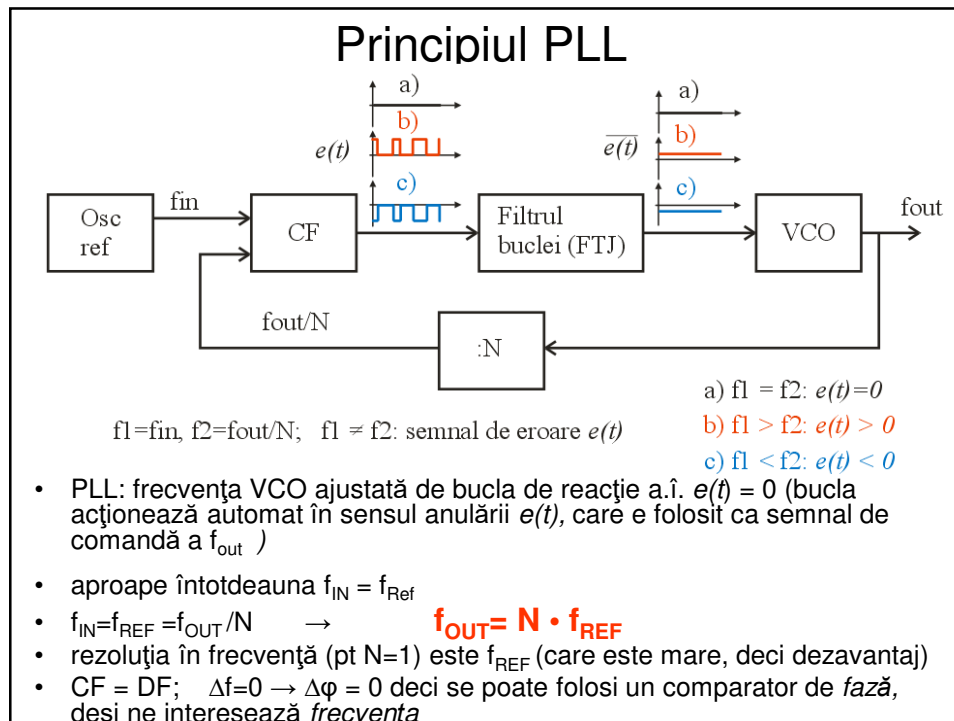 Principiul PLL
a)
b)
e(t)
c)
a)
b)
e(t)
c)
Osc
ref
fin
CF
Filtrul
buclei (FTJ)
VCO
fout
fout/N
:N
a) f1 = f2: e(t)=0
b) f1 > f2: e(t) > 0
c) f1 < f2: e(t) < 0
f1=fin, f2=fout/N; f1 ≠ f2: semnal de eroare e(t)
• PLL: frecvenţa VCO ajustată de bucla de reacţie a.î. e(t) = 0 (bucla
acţionează automat în sensul anulării e(t), care e folosit ca semnal de
comandă a fout )
• aproape întotdeauna fIN = fRef
• fIN=fREF =fOUT/N → fOUT= N • fREF
• rezoluţia în frecvenţă (pt N=1) este fREF (care este mare, deci dezavantaj)
• CF = DF; Δf=0 → Δφ = 0 deci se poate folosi un comparator de fază,
deşi ne interesează frecvenţa